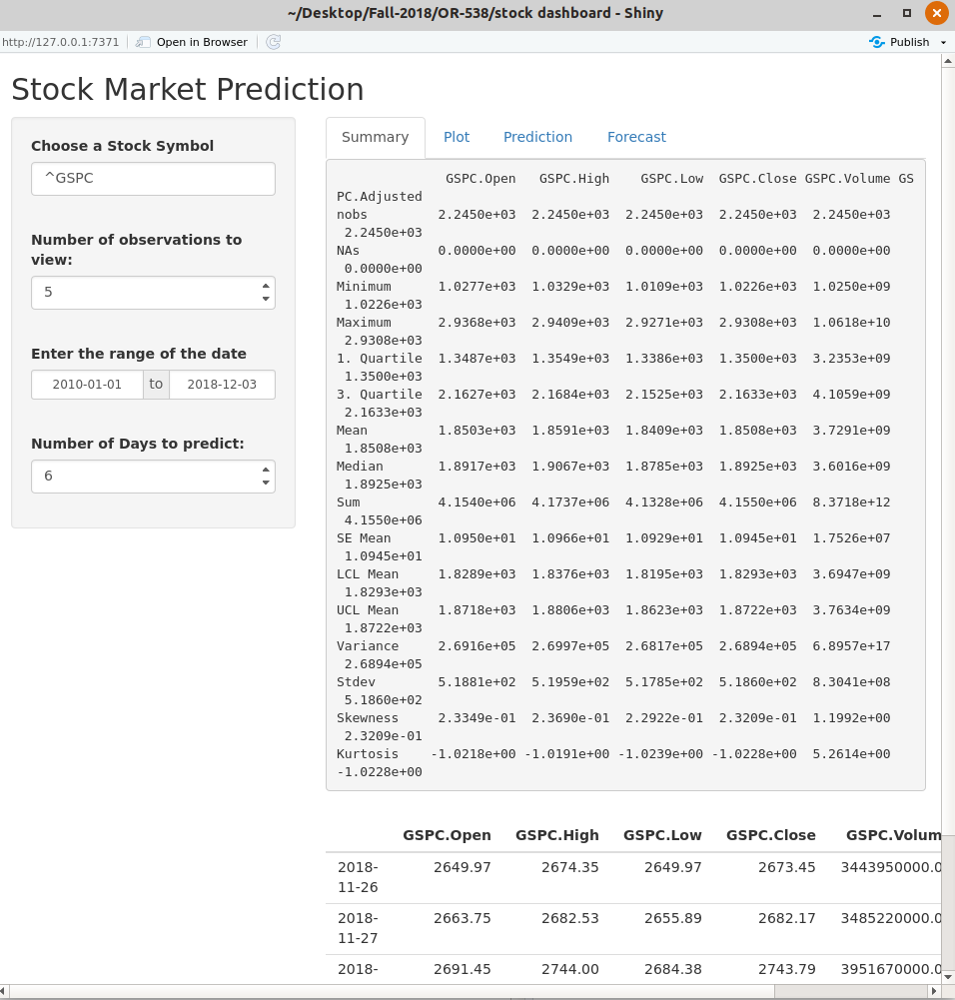 ~/Desktop/Fall-2018/OR-538/stock dashboard - Shiny
http://127.0.0.1:7371 Open in Browser Publish
Stock Market Prediction
Choose a Stock Symbol
^GSPC
Number of observations to
view:
5
Enter the range of the date
2010-01-01 to 2018-12-03
Number of Days to predict:
6
Summary Plot Prediction Forecast
GSPC.Open GSPC.High GSPC.Low GSPC.Close GSPC.Volume GS
PC.Adjusted
nobs 2.2450e+03 2.2450e+03 2.2450e+03 2.2450e+03 2.2450e+03
2.2450e+03
NAs 0.0000e+00 0.0000e+00 0.0000e+00 0.0000e+00 0.0000e+00
0.0000e+00
Minimum 1.0277e+03 1.0329e+03 1.0109e+03 1.0226e+03 1.0250e+09
1.0226e+03
Maximum 2.9368e+03 2.9409e+03 2.9271e+03 2.9308e+03 1.0618e+10
2.9308e+03
1. Quartile 1.3487e+03 1.3549e+03 1.3386e+03 1.3500e+03 3.2353e+09
1.3500e+03
3. Quartile 2.1627e+03 2.1684e+03 2.1525e+03 2.1633e+03 4.1059e+09
2.1633e+03
Mean 1.8503e+03 1.8591e+03 1.8409e+03 1.8508e+03 3.7291e+09
1.8508e+03
Median 1.8917e+03 1.9067e+03 1.8785e+03 1.8925e+03 3.6016e+09
1.8925e+03
Sum 4.1540e+06 4.1737e+06 4.1328e+06 4.1550e+06 8.3718e+12
4.1550e+06
SE Mean 1.0950e+01 1.0966e+01 1.0929e+01 1.0945e+01 1.7526e+07
1.0945e+01
LCL Mean 1.8289e+03 1.8376e+03 1.8195e+03 1.8293e+03 3.6947e+09
1.8293e+03
UCL Mean 1.8718e+03 1.8806e+03 1.8623e+03 1.8722e+03 3.7634e+09
1.8722e+03
Variance 2.6916e+05 2.6997e+05 2.6817e+05 2.6894e+05 6.8957e+17
2.6894e+05
Stdev 5.1881e+02 5.1959e+02 5.1785e+02 5.1860e+02 8.3041e+08
5.1860e+02
Skewness 2.3349e-01 2.3690e-01 2.2922e-01 2.3209e-01 1.1992e+00
2.3209e-01
Kurtosis -1.0218e+00 -1.0191e+00 -1.0239e+00 -1.0228e+00 5.2614e+00
-1.0228e+00
GSPC.Open GSPC.High GSPC.Low GSPC.Close GSPC.Volum
2018-
11-26 2649.97 2674.35 2649.97 2673.45 3443950000.0
2018-
11-27 2663.75 2682.53 2655.89 2682.17 3485220000.0
2018- 2691.45 2744.00 2684.38 2743.79 3951670000.0